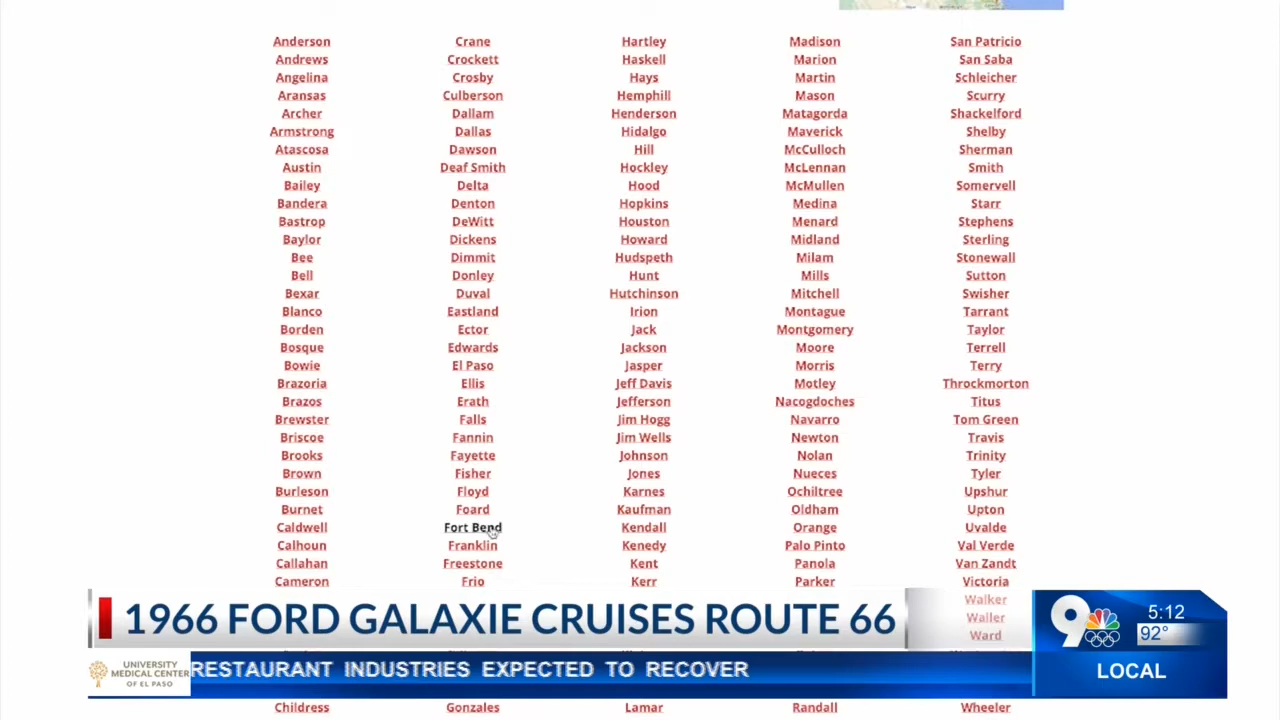 Anderson Crane Hartley Madison San Patricio
Andrews Crockett Haskell Marion San Saba
Angelina Crosby Hays Martin Schleicher
Aransas Culberson Hemphill Mason Scurry
Archer Dallam Henderson Matagorda Shackelford
Armstrong Dallas Hidalgo Maverick Shelby
Atascosa Dawson Hill McCulloch Sherman
Austin Deaf Smith Hockley McLennan Smith
Bailey Delta Hood McMullen Somervell
Bandera Denton Hopkins Medina Starr
Bastrop DeWitt Houston Menard Stephens
Baylor Dickens Howard Midland Sterling
Bee Dimmit Hudspeth Milam Stonewall
Bell Donley Hunt Mills Sutton
Bexar Duval Hutchinson Mitchell Swisher
Blanco Eastland Irion Montague Tarrant
Borden Ector Jack Montgomery Taylor
Bosque Edwards Jackson Moore Terrell
Bowie El Paso Jasper Morris Terry
Brazoria Ellis Jeff Davis Motley Throckmorton
Brazos Erath Jefferson Nacogdoches Titus
Brewster Falls Jim Hogg Navarro Tom Green
Briscoe Fannin Jim Wells Newton Travis
Brooks Fayette Johnson Nolan Trinity
Brown Fisher Jones Nueces Tyler
Burleson Floyd Karnes Ochiltree Upshur
Burnet Foard Kaufman Oldham Upton
Caldwell Fort Bend Kendall Orange Uvalde
Calhoun Franklin Kenedy Palo Pinto Val Verde
Callahan Freestone Kent Panola Van Zandt
Cameron Frio Kerr Parker Victoria
Walker
Waller
Ward
1966 FORD GALAXIE CRUISES ROUTE 66
9
5:12
92°
LOCAL
UNIVERSITY
MEDICAL CENTER
OF EL PASO
RESTAURANT INDUSTRIES EXPECTED TO RECOVER
Childress Gonzales Lamar Randall Wheeler